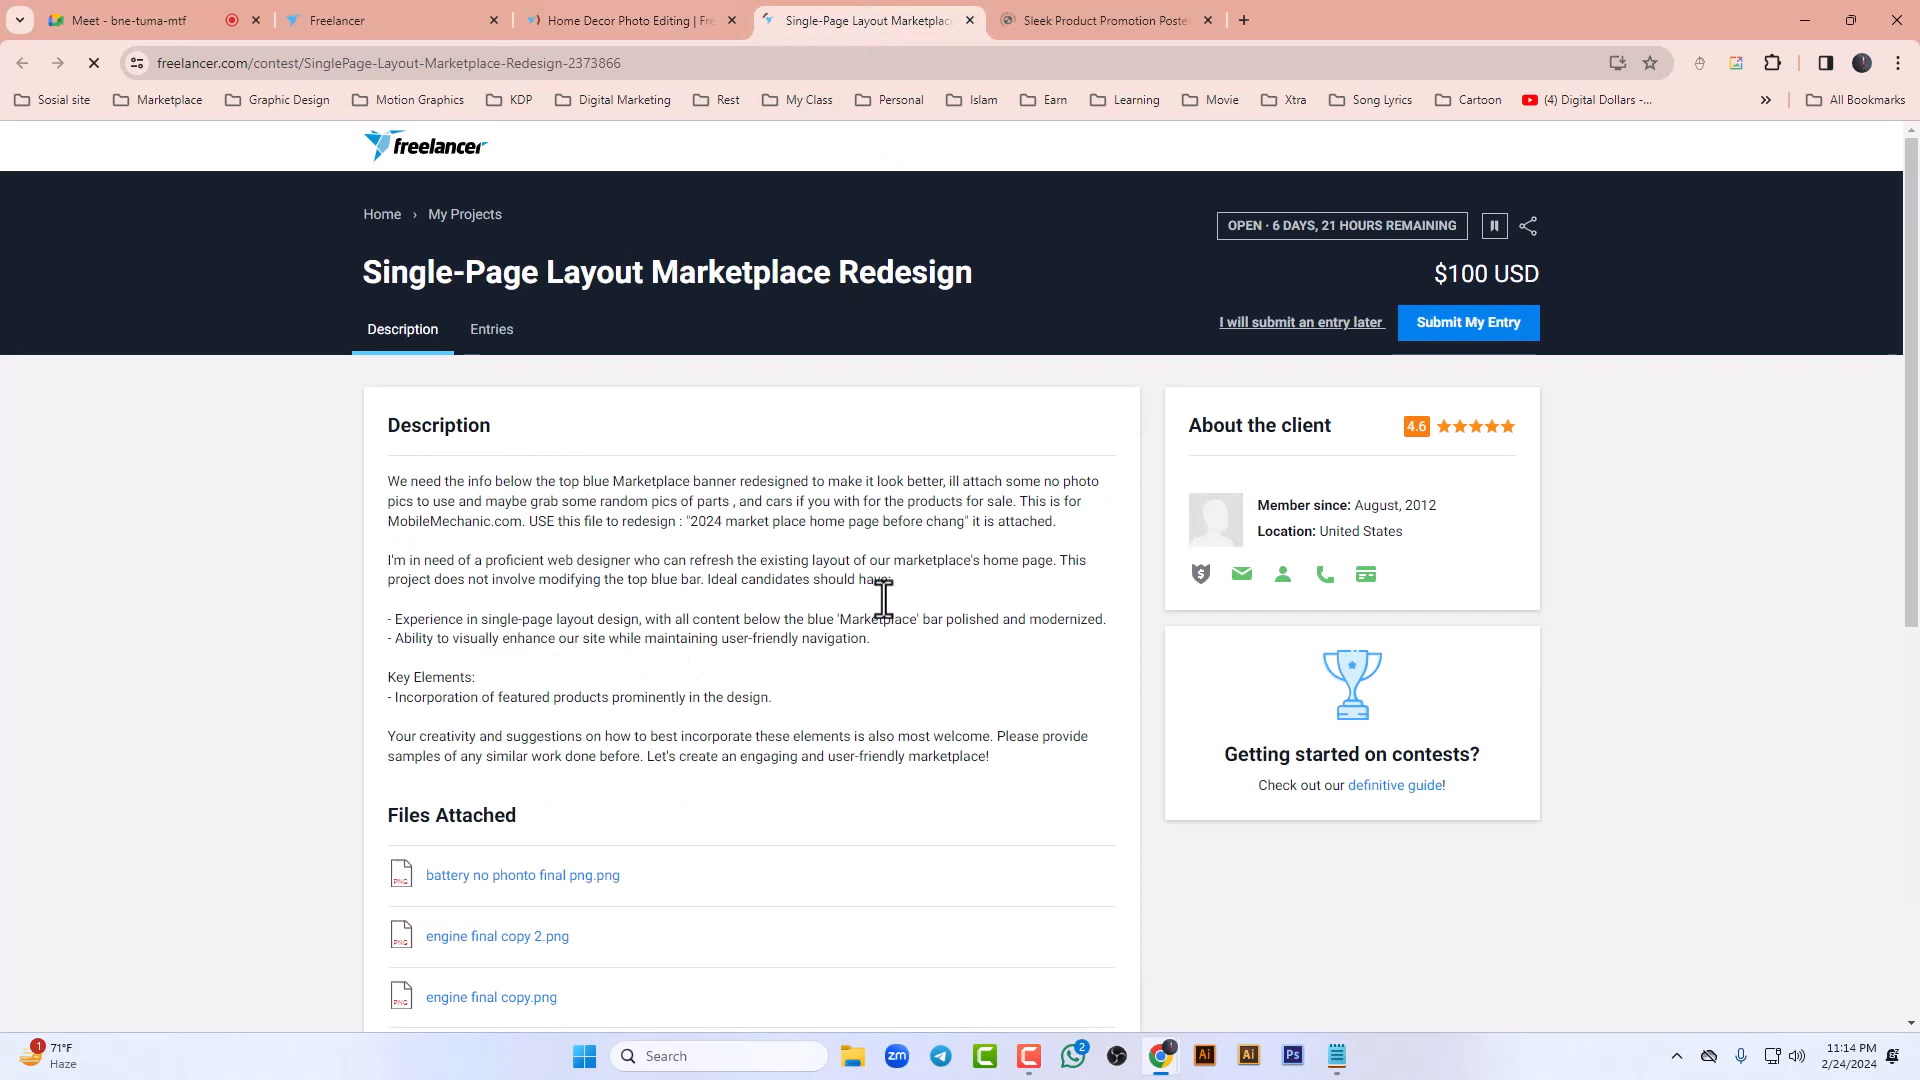 Meet - bne-tuma-mtf
Freelancer
Home Decor Photo Editing | Fre
Single-Page Layout Marketplace
Sleek Product Promotion Poste
freelancer.com/contest/SinglePage-Layout-Marketplace-Redesign-2373866
Sosial site
Marketplace
Graphic Design
Motion Graphics
KDP
Digital Marketing
Rest
My Class
Personal
Islam
Earn
Learning
Movie
Xtra
Song Lyrics
Cartoon
(4) Digital Dollars -...
»
All Bookmarks
freelancer
Home › My Projects
OPEN · 6 DAYS, 21 HOURS REMAINING
Single-Page Layout Marketplace Redesign
$100 USD
Description
Entries
I will submit an entry later
Submit My Entry
Description
We need the info below the top blue Marketplace banner redesigned to make it look better, ill attach some no photo
pics to use and maybe grab some random pics of parts , and cars if you with for the products for sale. This is for
MobileMechanic.com. USE this file to redesign : "2024 market place home page before chang" it is attached.
I'm in need of a proficient web designer who can refresh the existing layout of our marketplace's home page. This
project does not involve modifying the top blue bar. Ideal candidates should have:
- Experience in single-page layout design, with all content below the blue 'Marketplace' bar polished and modernized.
- Ability to visually enhance our site while maintaining user-friendly navigation.
Key Elements:
- Incorporation of featured products prominently in the design.
Your creativity and suggestions on how to best incorporate these elements is also most welcome. Please provide
samples of any similar work done before. Let's create an engaging and user-friendly marketplace!
Files Attached
PNG
battery no phonto final png.png
PNG
engine final copy 2.png
PNG
engine final copy.png
About the client
4.6
Member since: August, 2012
Location: United States
Getting started on contests?
Check out our definitive guide!
1
71°F
Haze
Search
zm
2
Ai
Ai
Ps
11:14 PM
2/24/2024